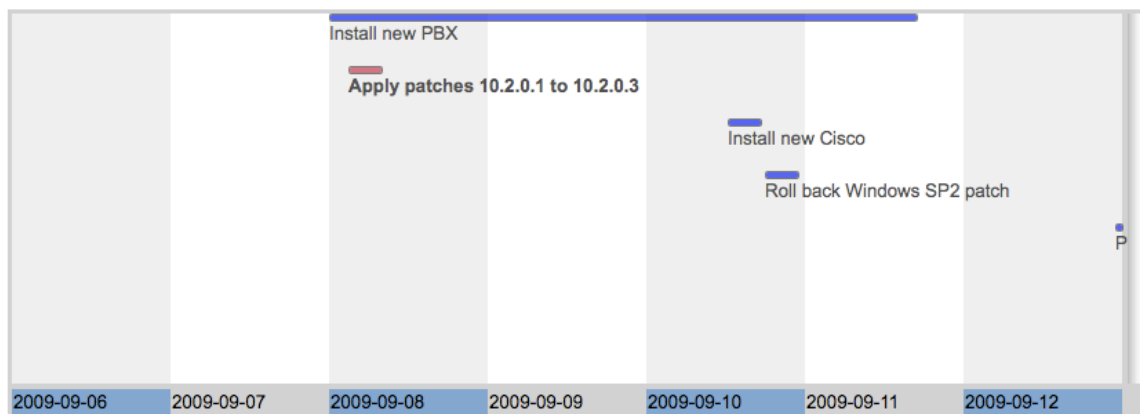 Install new PBX
Apply patches 10.2.0.1 to 10.2.0.3
Install new Cisco
Roll back Windows SP2 patch
P
2009-09-06 2009-09-07 2009-09-08 2009-09-09 2009-09-10 2009-09-11 2009-09-12